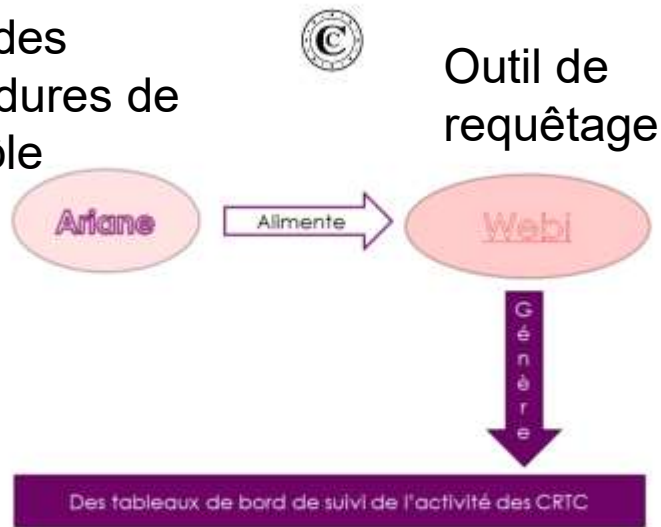 des
dures de
ble
Outil de
requêtage
Ariane
Alimente
Webi
Génère
Des tableaux de bord de suivi de l'activité des CRTC